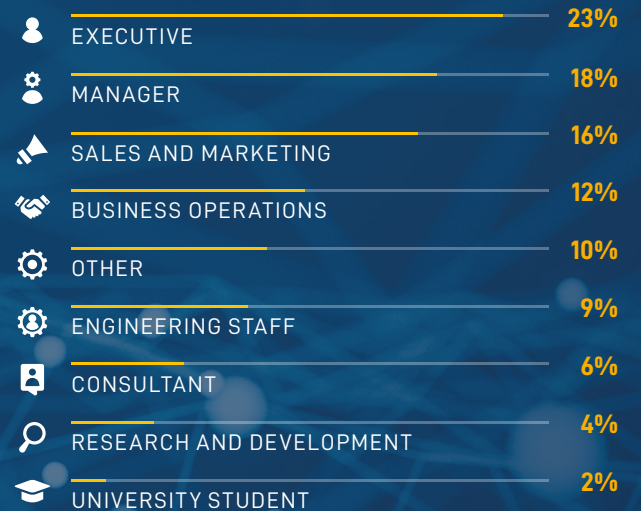 23%
EXECUTIVE
18%
MANAGER
16%
SALES AND MARKETING
12%
BUSINESS OPERATIONS
10%
OTHER
9%
ENGINEERING STAFF
6%
CONSULTANT
4%
RESEARCH AND DEVELOPMENT
2%
UNIVERSITY STUDENT